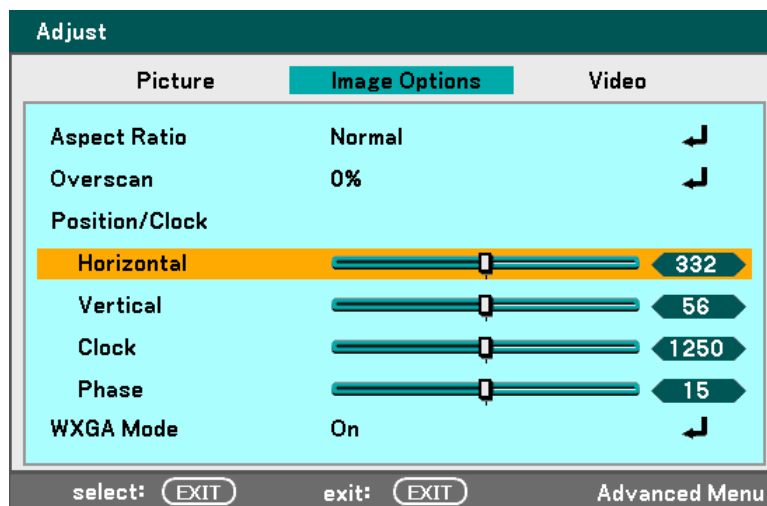 Adjust
Picture Image Options Video
Aspect Ratio Normal
Overscan 0%
Position/Clock
Horizontal 332
Vertical 56
Clock 1250
Phase 15
WXGA Mode On
select: EXIT exit: EXIT Advanced Menu